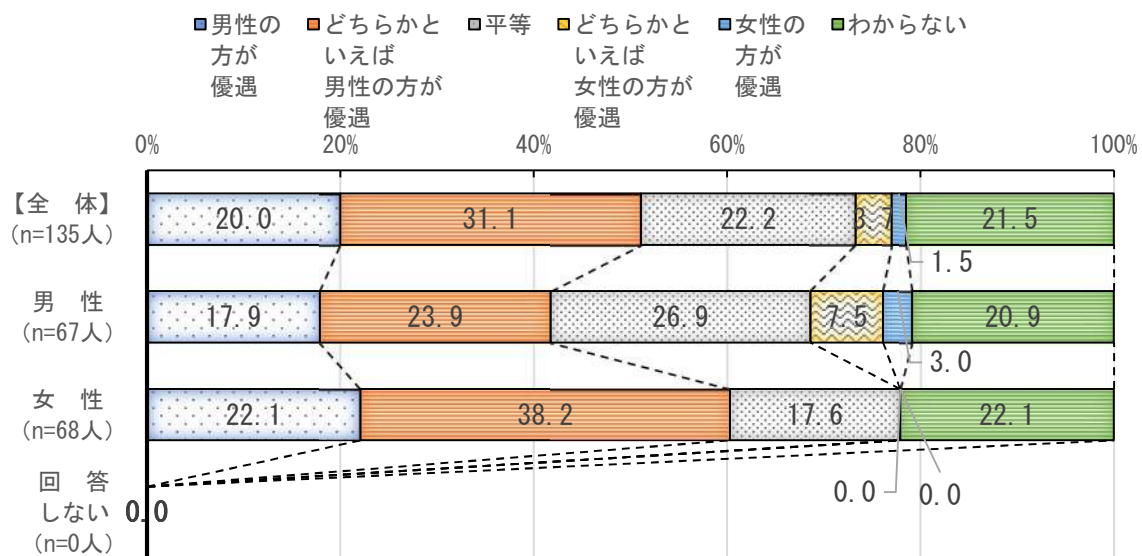 男性の
方が
優遇
どちらかと
いえば
男性の方が
優遇
平等
どちらかと
いえば
女性の方が
優遇
女性の
方が
優遇
わからない
0% 20% 40% 60% 80% 100%
【全 体】
(n=135人)
20.0 31.1 22.2 3.7 21.5
1.5
男 性
(n=67人)
17.9 23.9 26.9 7.5 20.9
3.0
女 性
(n=68人)
22.1 38.2 17.6 22.1
0.0 0.0
回 答
しない
(n=0人)
0.0